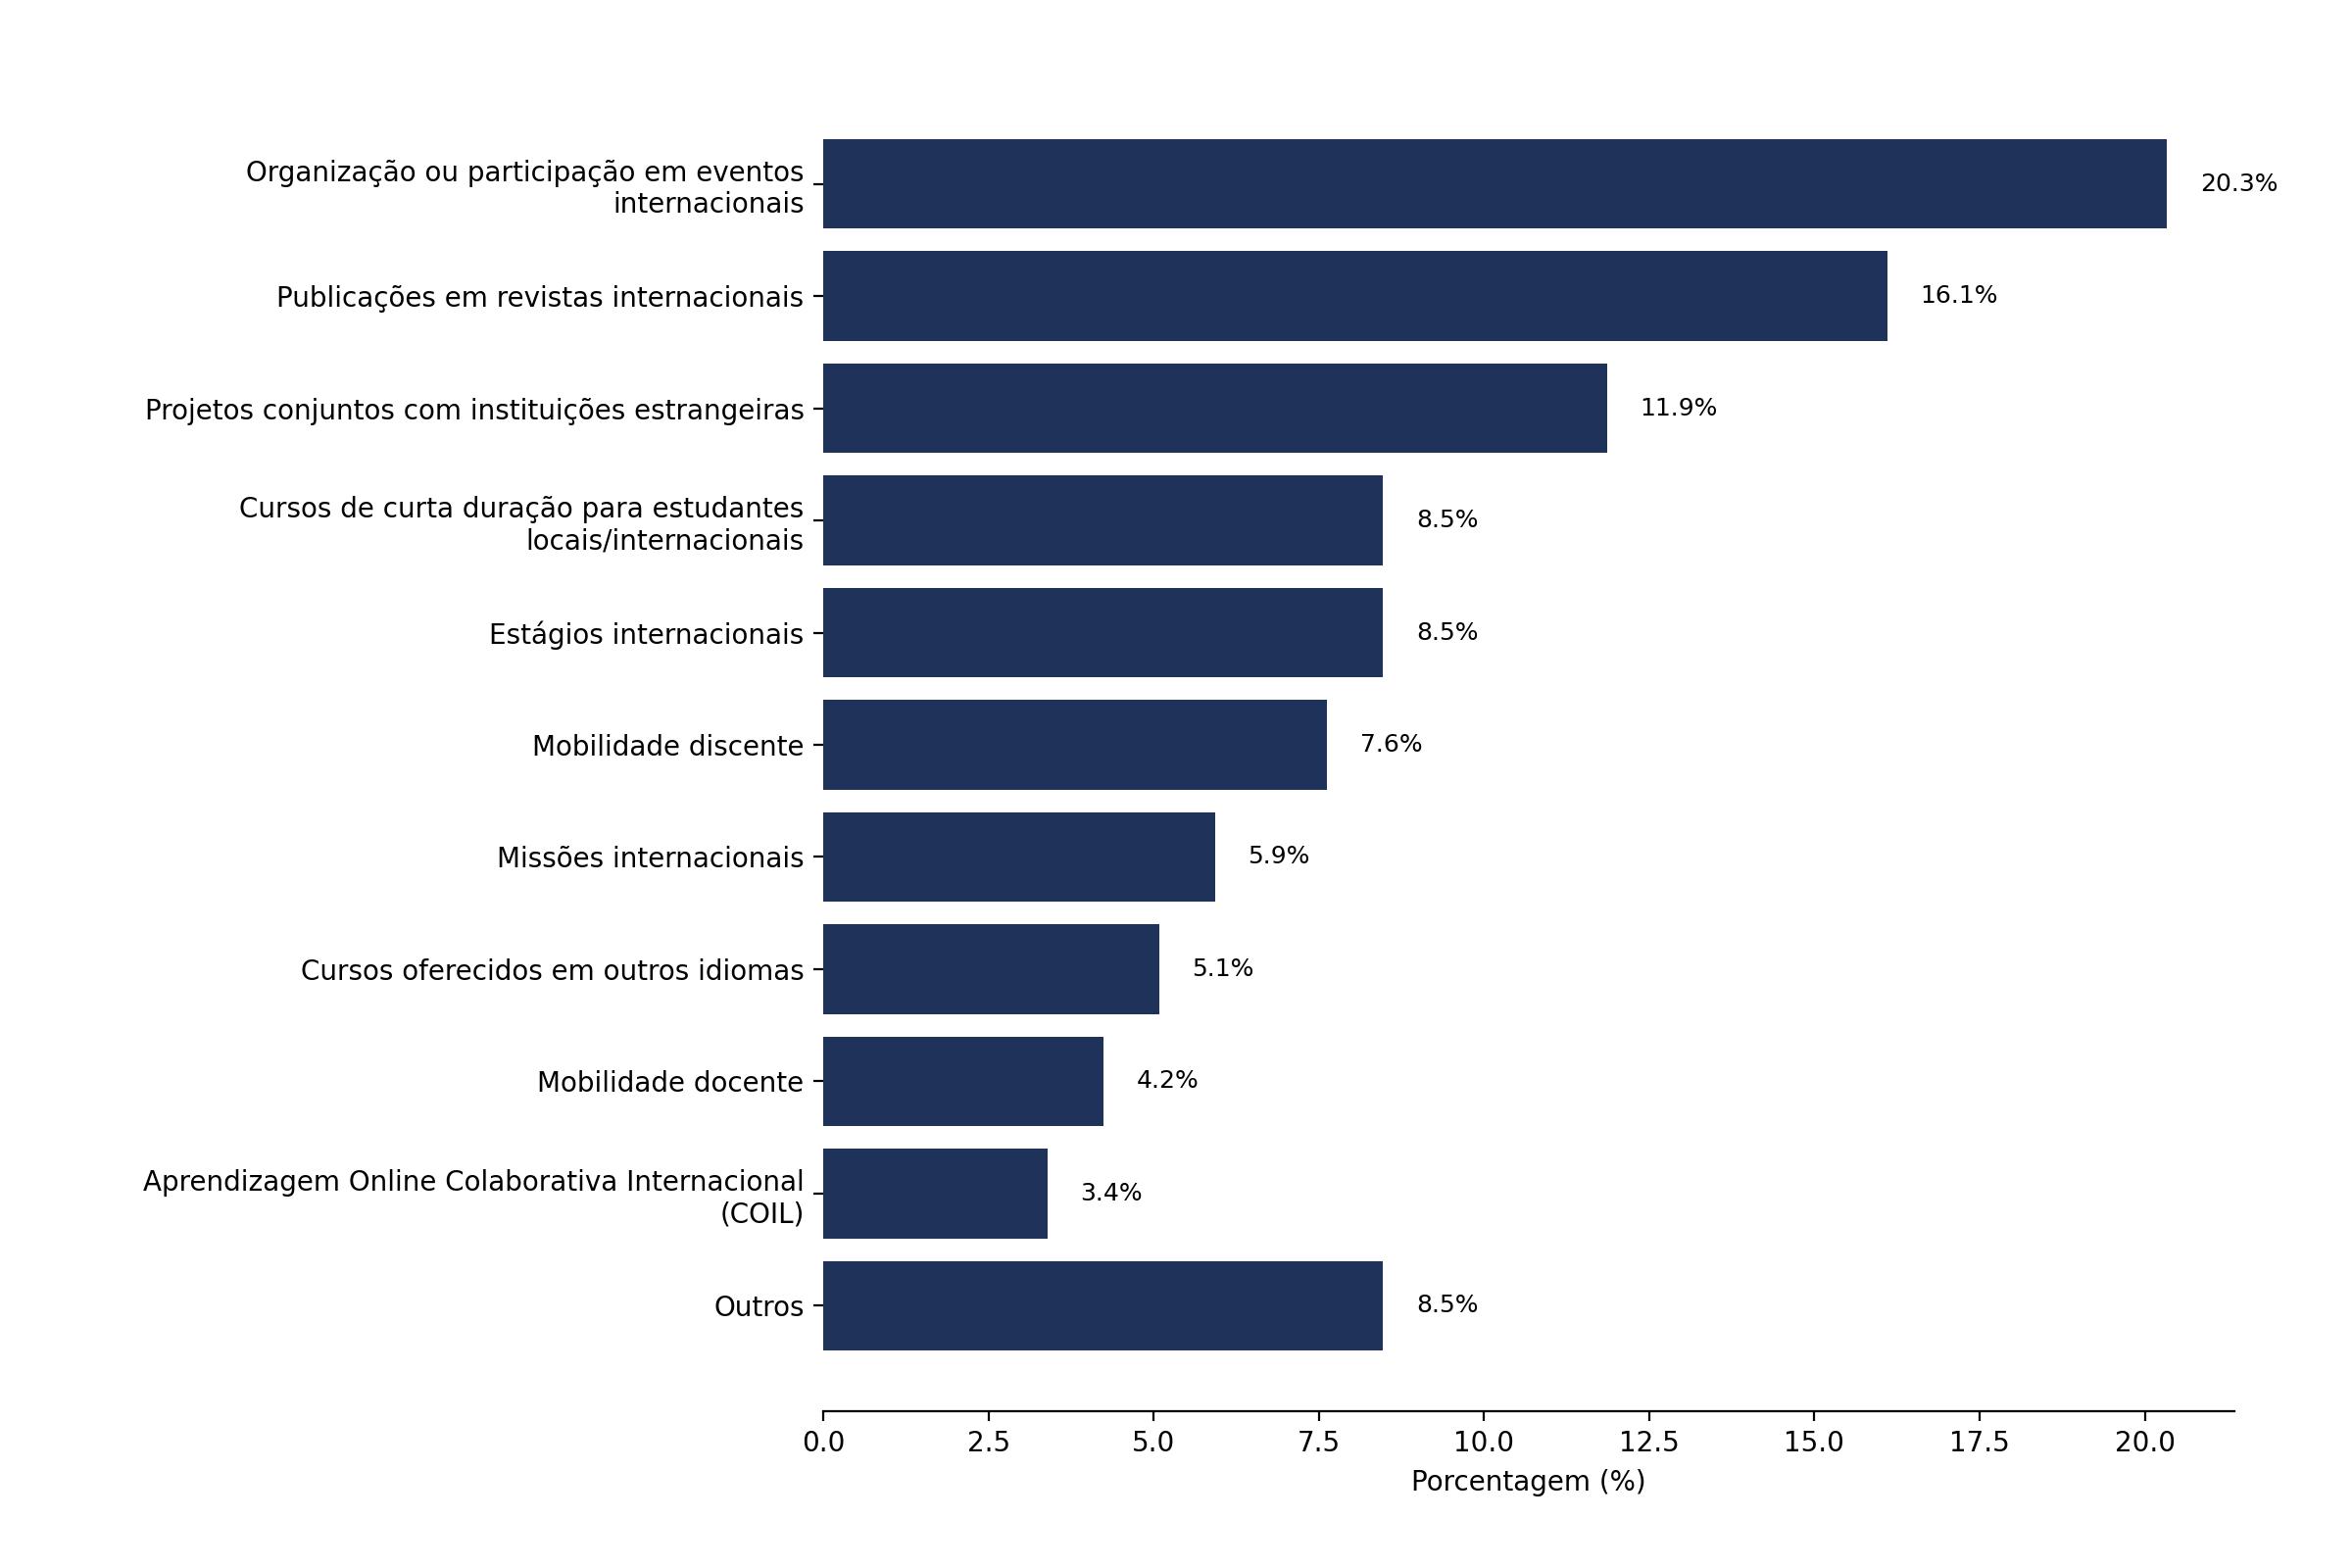 Organização ou participação em eventos
internacionais
20.3%
Publicações em revistas internacionais
16.1%
Projetos conjuntos com instituições estrangeiras
11.9%
Cursos de curta duração para estudantes
locais/internacionais
8.5%
Estágios internacionais
8.5%
Mobilidade discente
7.6%
Missões internacionais
5.9%
Cursos oferecidos em outros idiomas
5.1%
Mobilidade docente
4.2%
Aprendizagem Online Colaborativa Internacional
(COIL)
3.4%
Outros
8.5%
0.0 2.5 5.0 7.5 10.0 12.5 15.0 17.5 20.0
Porcentagem (%)